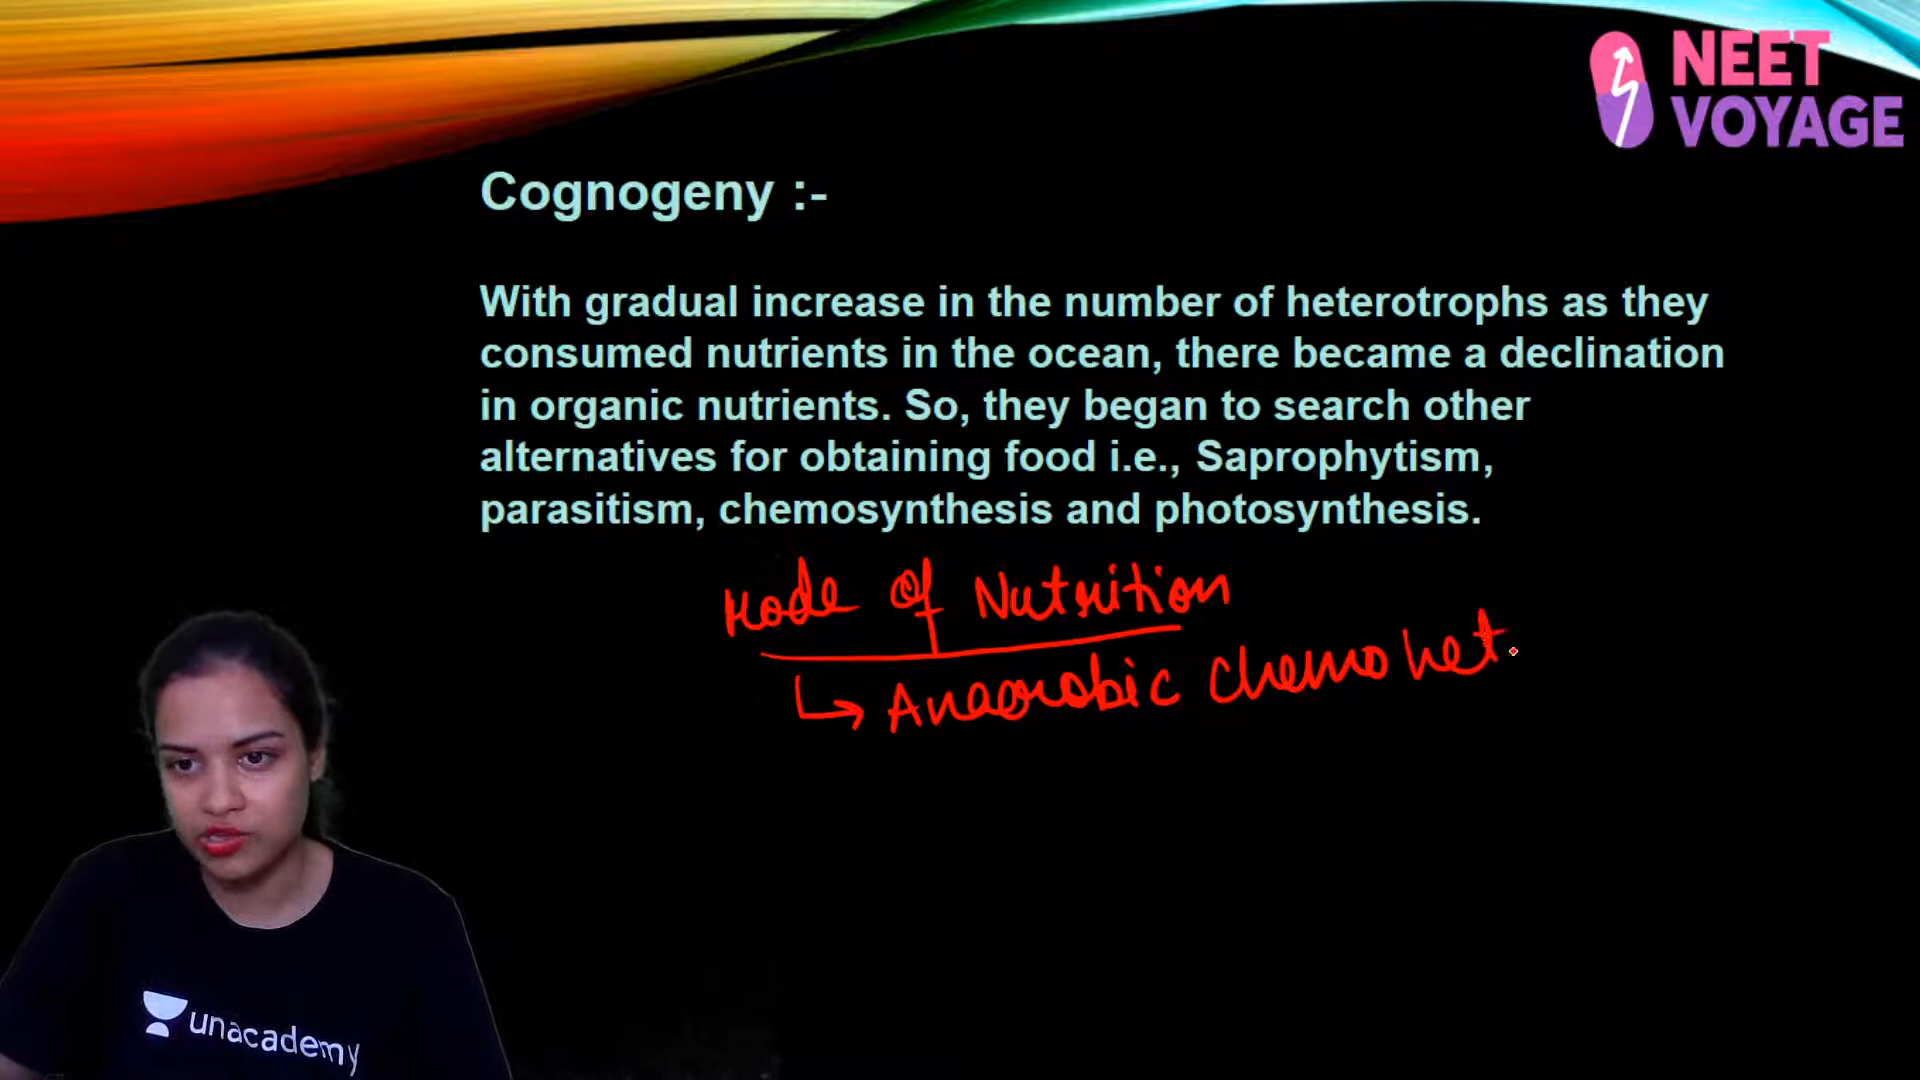 NEET
VOYAGE
Cognogeny :-
With gradual increase in the number of heterotrophs as they
consumed nutrients in the ocean, there became a declination
in organic nutrients. So, they began to search other
alternatives for obtaining food i.e., Saprophytism,
parasitism, chemosynthesis and photosynthesis.
Mode of Nutrition
↳ Anaerobic Chemohet
unacademy